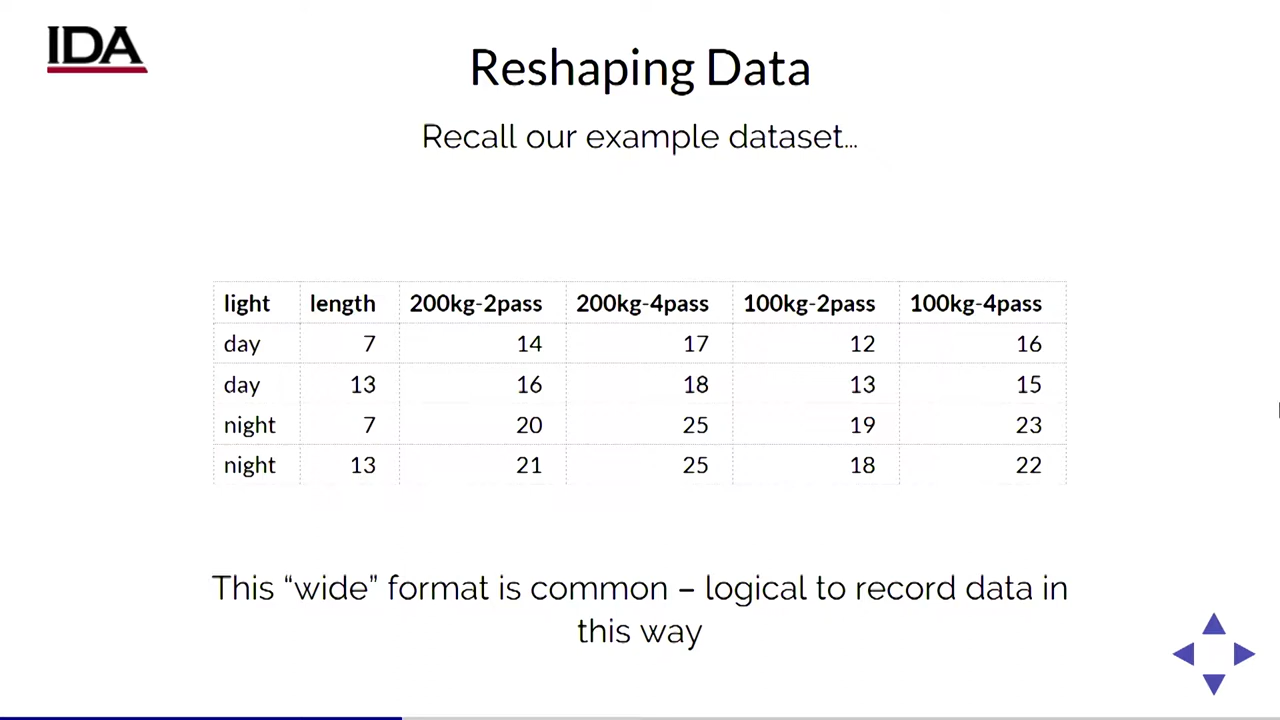 IDA
Reshaping Data
Recall our example dataset…
light length 200kg-2pass 200kg-4pass 100kg-2pass 100kg-4pass
day 7 14 17 12 16
day 13 16 18 13 15
night 7 20 25 19 23
night 13 21 25 18 22
This “wide” format is common – logical to record data in
this way